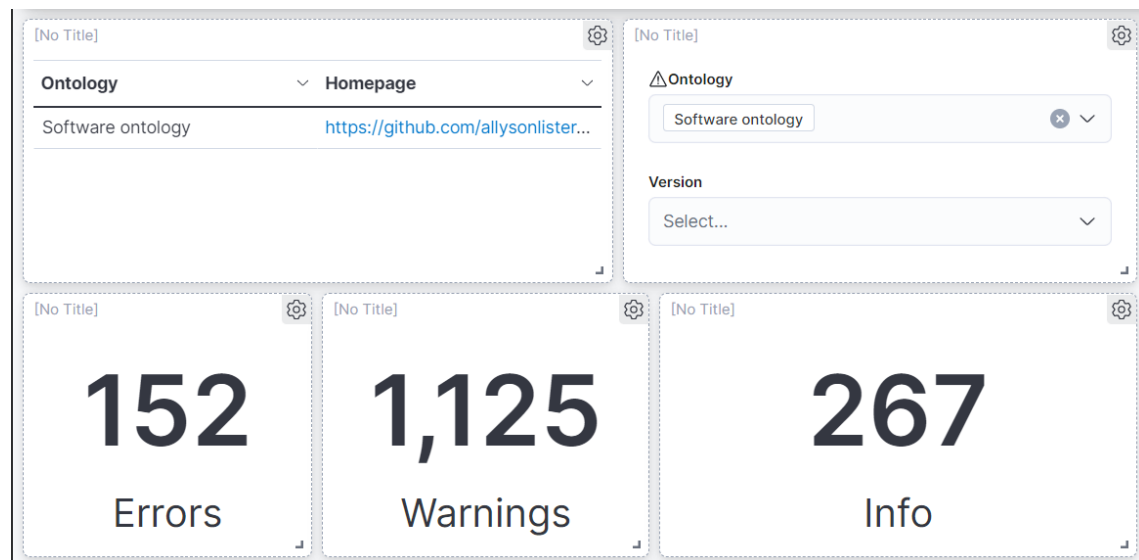 [No Title]
Ontology
Homepage
Software ontology
https://github.com/allysonlister...
[No Title]
Ontology
Software ontology
Version
Select...
[No Title]
152
Errors
[No Title]
1,125
Warnings
[No Title]
267
Info